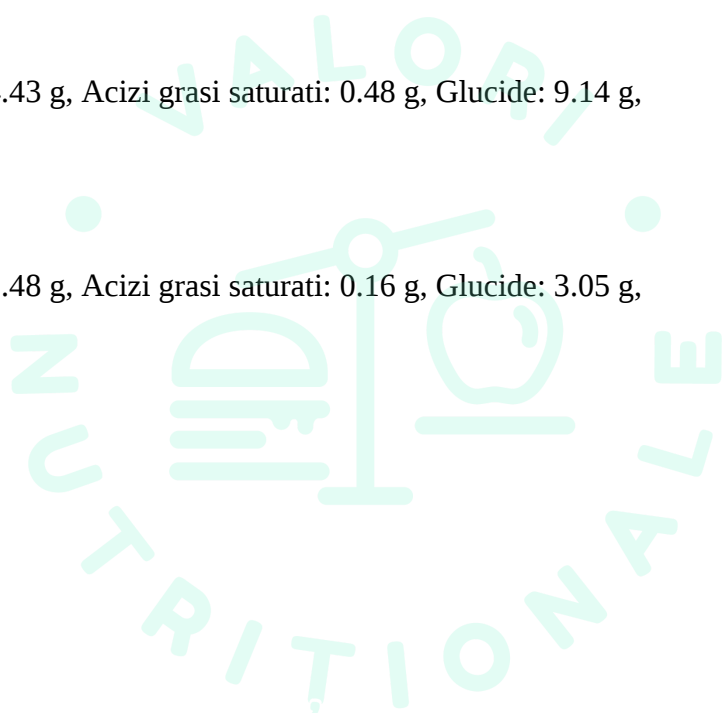 VALORI
.43 g, Acizi grasi saturati: 0.48 g, Glucide: 9.14 g,
.48 g, Acizi grasi saturati: 0.16 g, Glucide: 3.05 g,
NUTRIȚIONALE